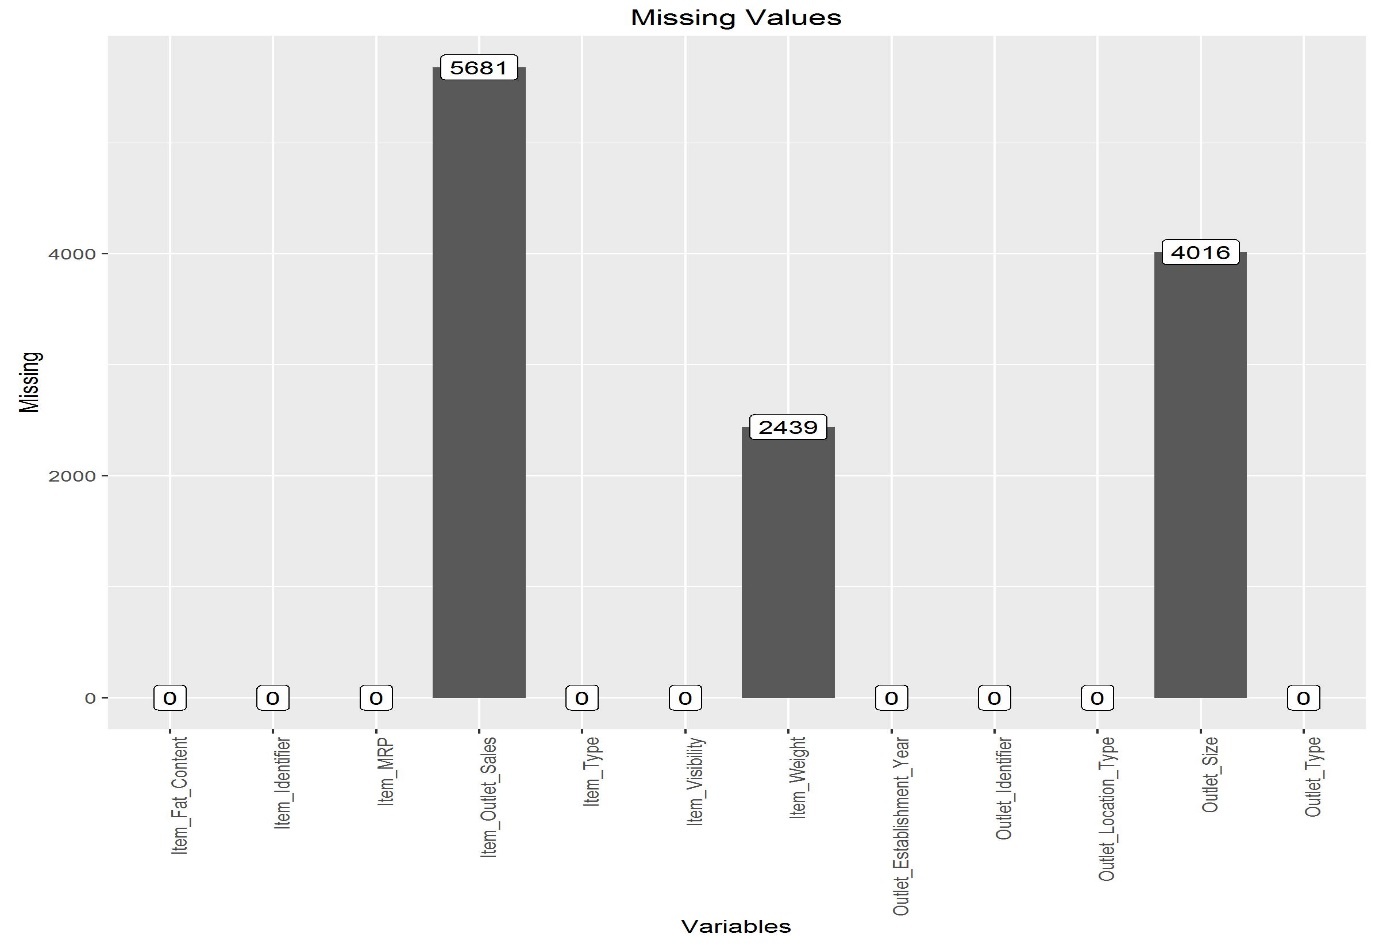 Missing Values
5681
4016
2439
0
0
0
0
0
0
0
0
0
4000
2000
0
Missing
Item_Fat_Content
Item_Identifier
Item_MRP
Item_Outlet_Sales
Item_Type
Item_Visibility
Item_Weight
Outlet_Establishment_Year
Outlet_Identifier
Outlet_Location_Type
Outlet_Size
Outlet_Type
Variables